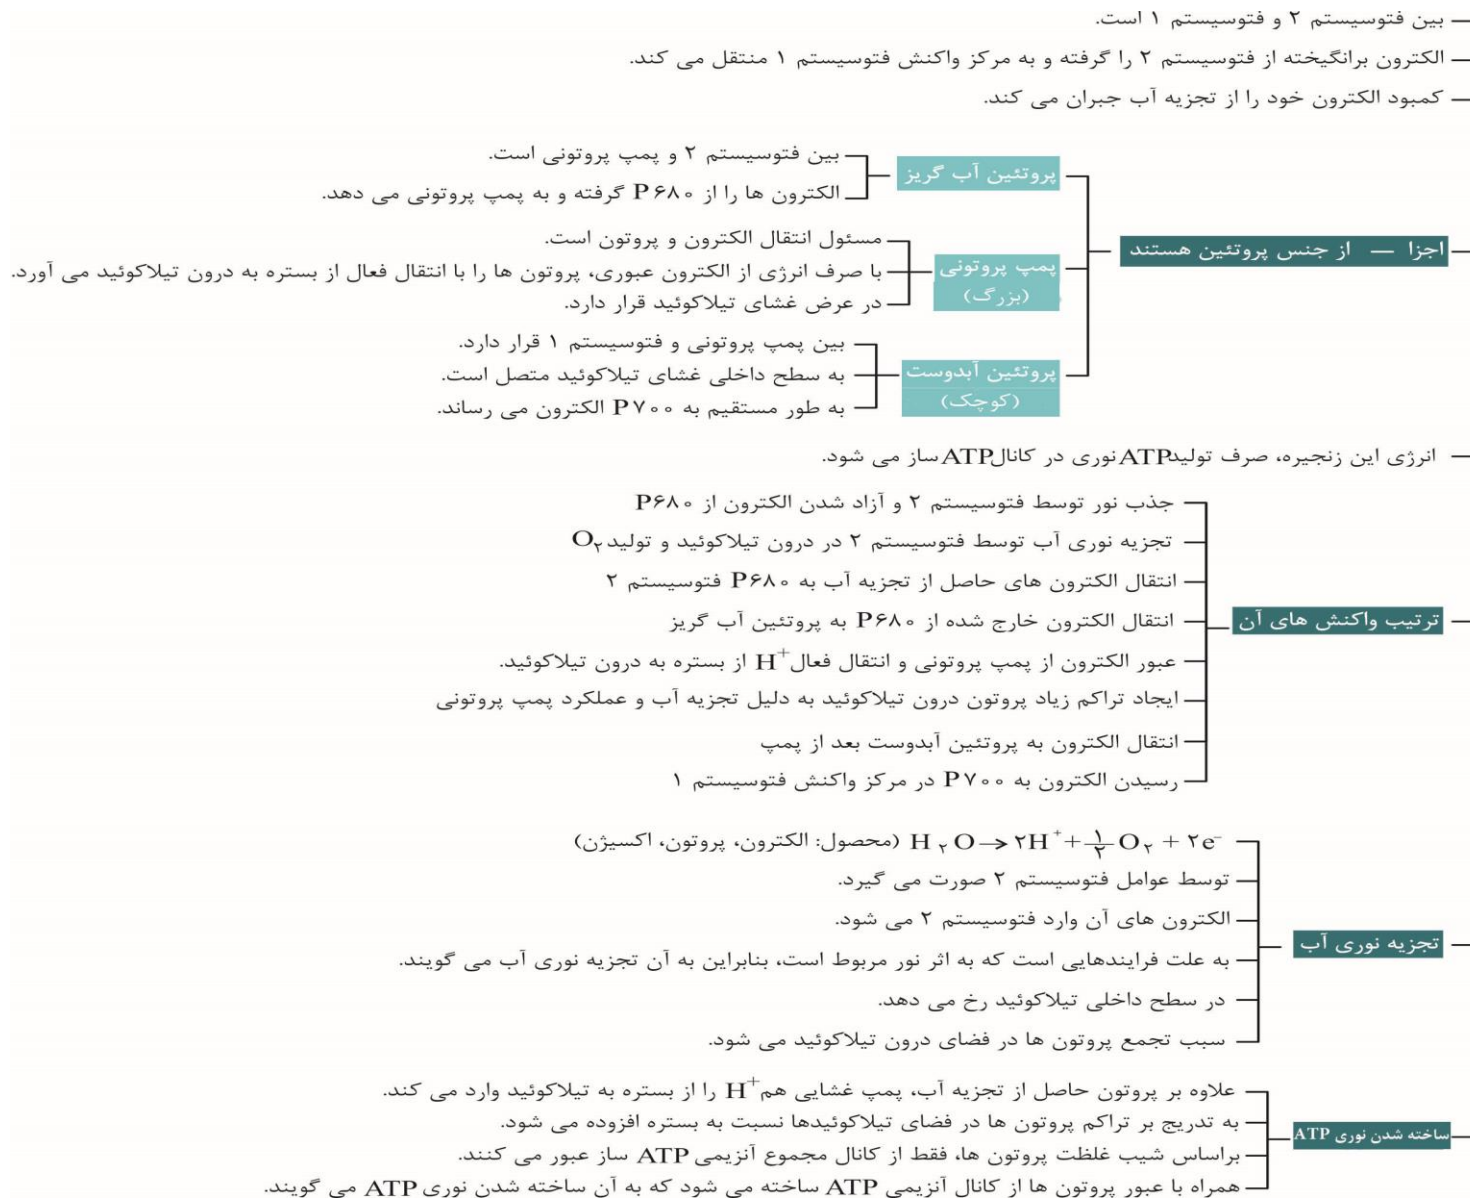 بین فتوسیستم ۲ و فتوسیستم ۱ است.
الکترون برانگیخته از فتوسیستم ۲ را گرفته و به مرکز واکنش فتوسیستم ۱ منتقل می کند.
کمبود الکترون خود را از تجزیه آب جبران می کند.
اجزا — از جنس پروتئین هستند
پروتئین آب گریز
بین فتوسیستم ۲ و پمپ پروتونی است.
الکترون ها را از P۶۸۰ گرفته و به پمپ پروتونی می دهد.
پمپ پروتونی
(بزرگ)
مسئول انتقال الکترون و پروتون است.
با صرف انرژی از الکترون عبوری، پروتون ها را با انتقال فعال از بستره به درون تیلاکوئید می آورد.
در عرض غشای تیلاکوئید قرار دارد.
پروتئین آبدوست
(کوچک)
بین پمپ پروتونی و فتوسیستم ۱ قرار دارد.
به سطح داخلی غشای تیلاکوئید متصل است.
به طور مستقیم به P۷۰۰ الکترون می رساند.
انرژی این زنجیره، صرف تولید ATP نوری در کانال ATP ساز می شود.
ترتیب واکنش های آن
جذب نور توسط فتوسیستم ۲ و آزاد شدن الکترون از P۶۸۰
تجزیه نوری آب توسط فتوسیستم ۲ در درون تیلاکوئید و تولید O₂
انتقال الکترون های حاصل از تجزیه آب به P۶۸۰ فتوسیستم ۲
انتقال الکترون خارج شده از P۶۸۰ به پروتئین آب گریز
عبور الکترون از پمپ پروتونی و انتقال فعال H⁺ از بستره به درون تیلاکوئید.
ایجاد تراکم زیاد پروتون درون تیلاکوئید به دلیل تجزیه آب و عملکرد پمپ پروتونی
انتقال الکترون به پروتئین آبدوست بعد از پمپ
رسیدن الکترون به P۷۰۰ در مرکز واکنش فتوسیستم ۱
تجزیه نوری آب
H۲O → ۲H⁺ + ۱/۲ O۲ + ۲e⁻ (محصول: الکترون، پروتون، اکسیژن)
توسط عوامل فتوسیستم ۲ صورت می گیرد.
الکترون های آن وارد فتوسیستم ۲ می شود.
به علت فرایندهایی است که به اثر نور مربوط است، بنابراین به آن تجزیه نوری آب می گویند.
در سطح داخلی تیلاکوئید رخ می دهد.
سبب تجمع پروتون ها در فضای درون تیلاکوئید می شود.
ساخته شدن نوری ATP
علاوه بر پروتون حاصل از تجزیه آب، پمپ غشایی هم H⁺ را از بستره به تیلاکوئید وارد می کند.
به تدریج بر تراکم پروتون ها در فضای تیلاکوئیدها نسبت به بستره افزوده می شود.
براساس شیب غلظت پروتون ها، فقط از کانال مجموع آنزیمی ATP ساز عبور می کنند.
همراه با عبور پروتون ها از کانال آنزیمی ATP ساخته می شود که به آن ساخته شدن نوری ATP می گویند.